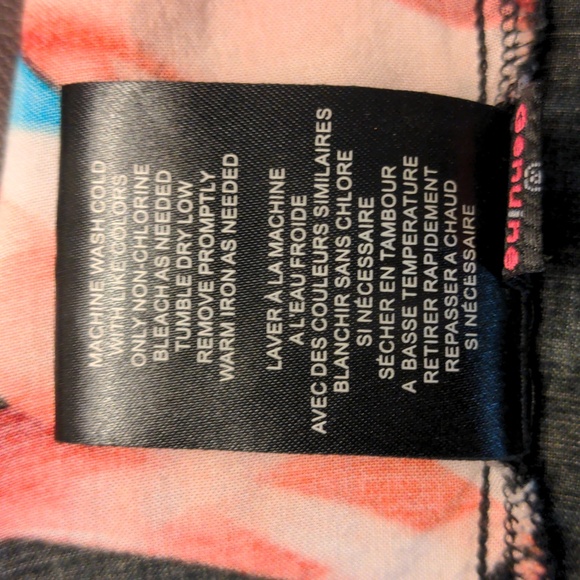 MACHINE WASH COLD
WITH LIKE COLORS
ONLY NON-CHLORINE
BLEACH AS NEEDED
TUMBLE DRY LOW
REMOVE PROMPTLY
WARM IRON AS NEEDED
LAVER À LA MACHINE
A L'EAU FROIDE
AVEC DES COULEURS SIMILAIRES
BLANCHIR SANS CHLORE
SI NÉCESSAIRE
SÉCHER EN TAMBOUR
A BASSE TEMPERATURE
RETIRER RAPIDEMENT
REPASSER A CHAUD
SI NÉCESSAIRE
genuine